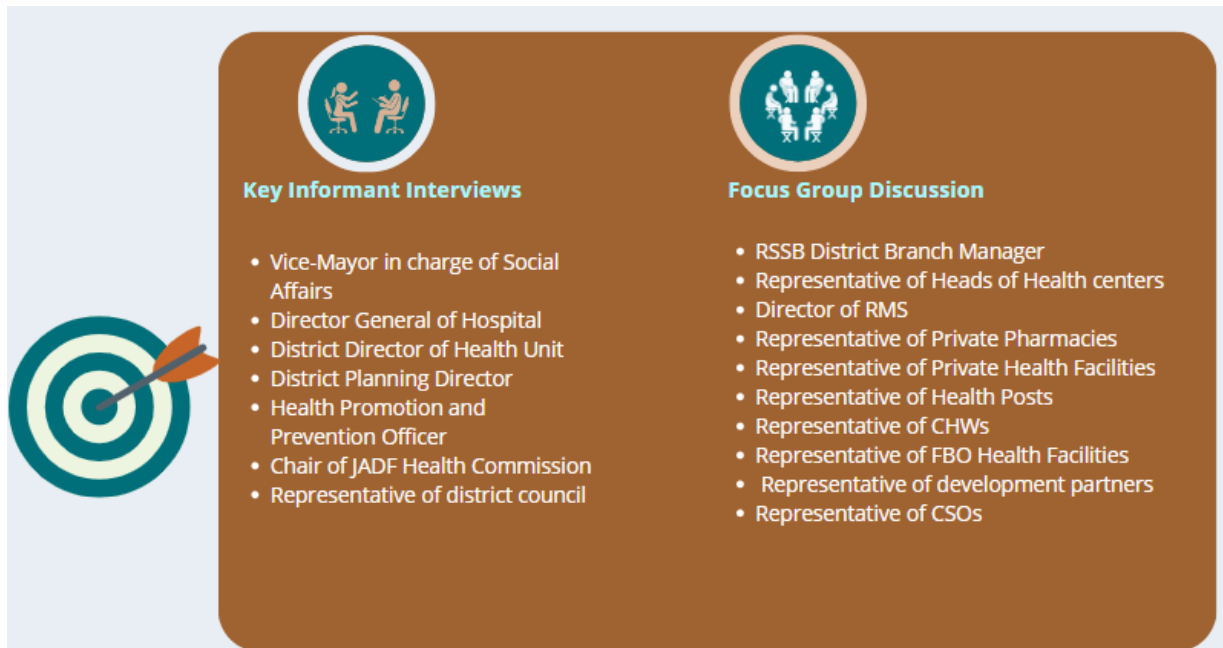 Key Informant Interviews
• Vice-Mayor in charge of Social
Affairs
• Director General of Hospital
• District Director of Health Unit
• District Planning Director
• Health Promotion and
Prevention Officer
• Chair of JADF Health Commission
• Representative of district council
Focus Group Discussion
• RSSB District Branch Manager
• Representative of Heads of Health centers
• Director of RMS
• Representative of Private Pharmacies
• Representative of Private Health Facilities
• Representative of Health Posts
• Representative of CHWs
• Representative of FBO Health Facilities
• Representative of development partners
• Representative of CSOs